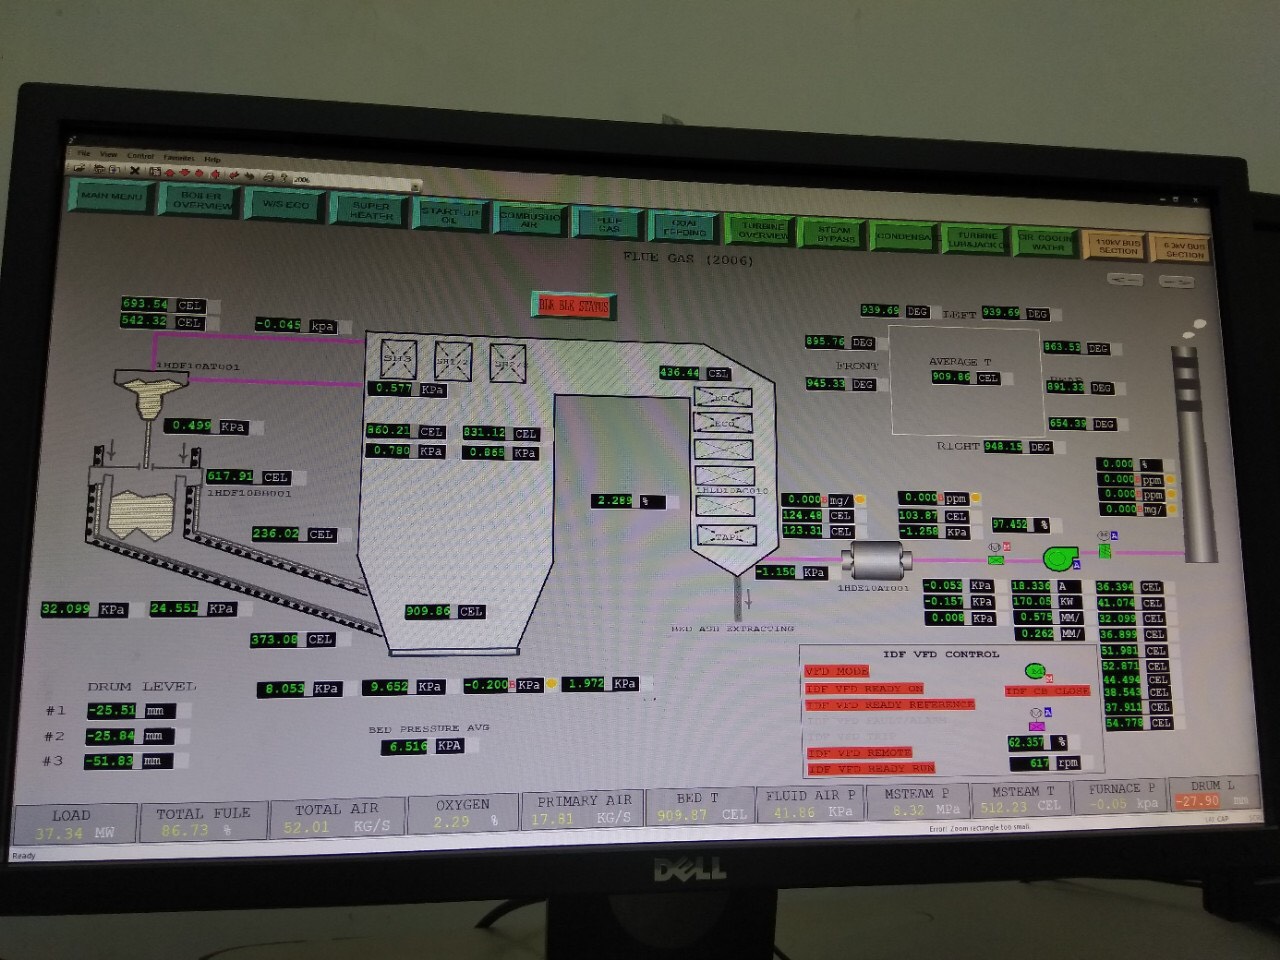 File View Control Favorites Help
2006
MAIN MENU
BOILER OVERVIEW
W/S ECO
SUPER HEATER
START-UP OIL
COMBUSTIO AIR
FLUE GAS
COAL FEEDING
TURBINE OVERVIEW
STEAM BYPASS
CONDENSA
TURBINE LUB&JACK O
CIR COOLIN WATER
110kV BUS SECTION
6.3kV BUS SECTION
FLUE GAS (2006)
693.54 CEL
542.32 CEL
-0.045 kpa
1HDF10AT001
0.499 KPa
617.91 CEL
1HDF10BB001
236.02 CEL
32.099 KPa
24.551 KPa
373.08 CEL
SH3
SH1/2
0.577 KPa
860.21 CEL
831.12 CEL
0.780 KPa
0.865 KPa
909.86 CEL
2.289 %
436.44 CEL
ECO
ECO
TAPH
BED ASH EXTRACTING
939.69 DEG
LEFT
939.69 DEG
895.76 DEG
863.53 DEG
FRONT
AVERAGE T
909.86 CEL
945.33 DEG
891.33 DEG
654.39 DEG
RIGHT
948.15 DEG
0.000 %
0.000 ppm
0.000 ppm
0.000 mg/
0.000 mg/
124.48 CEL
123.31 CEL
0.000 ppm
103.87 CEL
-1.258 KPa
97.452 %
-1.150 KPa
1HDE10AT001
-0.053 KPa
-0.157 KPa
0.008 KPa
18.336 A
170.05 KW
0.575 MM/
0.262 MM/
36.394 CEL
41.074 CEL
32.099 CEL
36.899 CEL
51.981 CEL
52.871 CEL
44.494 CEL
38.543 CEL
37.911 CEL
54.778 CEL
DRUM LEVEL
#1 -25.51 mm
#2 -25.84 mm
#3 -51.83 mm
8.053 KPa
9.652 KPa
-0.200 KPa
1.972 KPa
BED PRESSURE AVG
6.516 KPA
IDF VFD CONTROL
VFD MODE
IDF VFD READY ON
IDF VFD READY REFERENCE
IDF VFD TRIP
IDF VFD REMOTE
IDF VFD READY RUN
IDF CB CLOSE
62.357 %
617 rpm
LOAD
37.34 MW
TOTAL FULE
86.73 %
TOTAL AIR
52.01 KG/S
OXYGEN
2.29 %
PRIMARY AIR
17.81 KG/S
BED T
909.87 CEL
FLUID AIR P
41.86 KPa
MSTEAM P
8.32 MPa
MSTEAM T
512.23 CEL
FURNACE P
-0.05 kpa
DRUM L
-27.90 mm
Ready
Error: Zoom rectangle too small
CAP
DELL